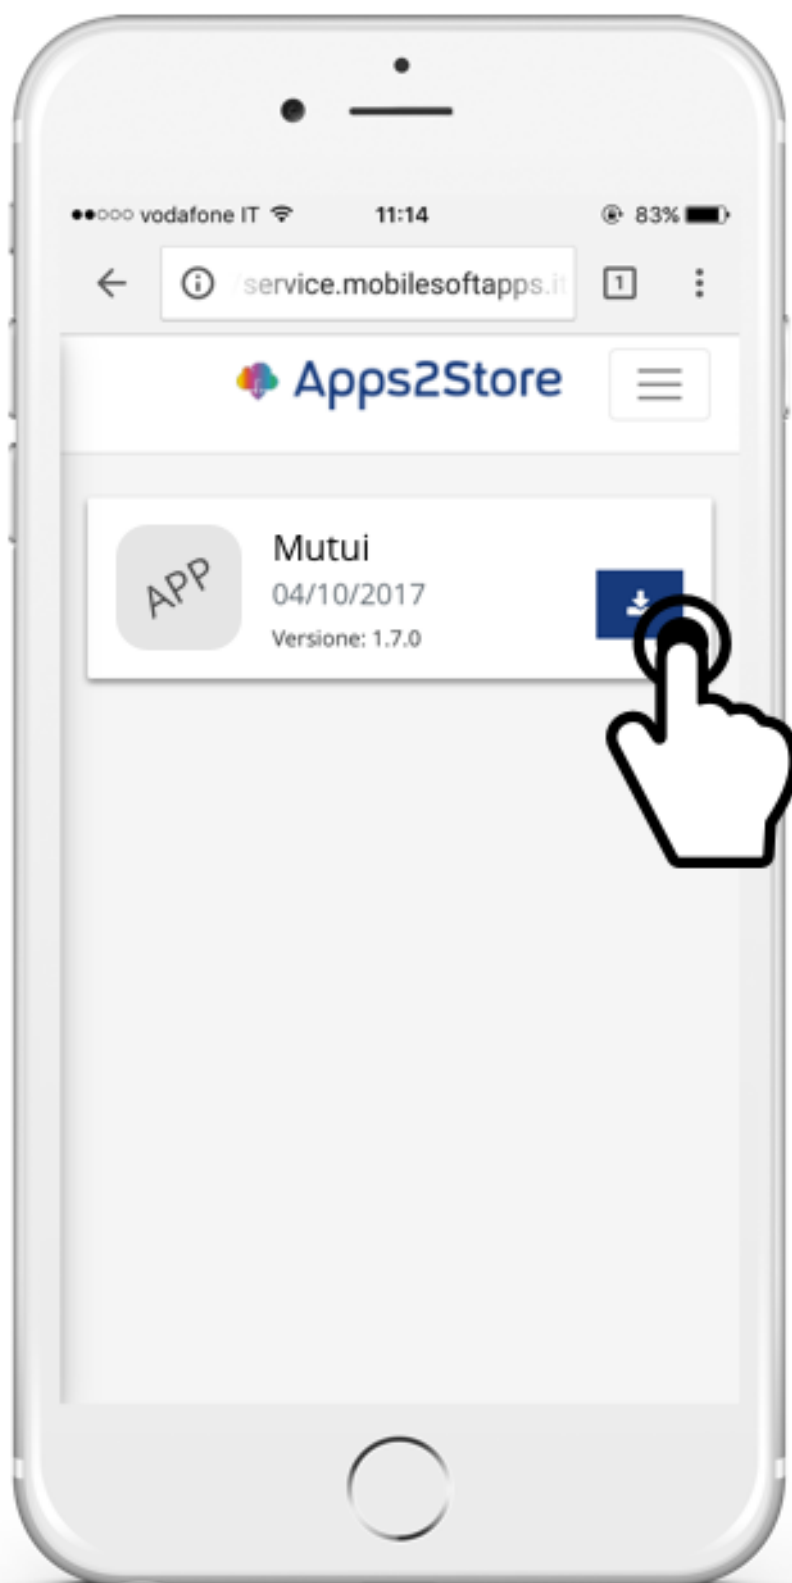 vodafone IT 11:14 83%
service.mobilesoftapps.it 1
Apps2Store
APP
Mutui
04/10/2017
Versione: 1.7.0